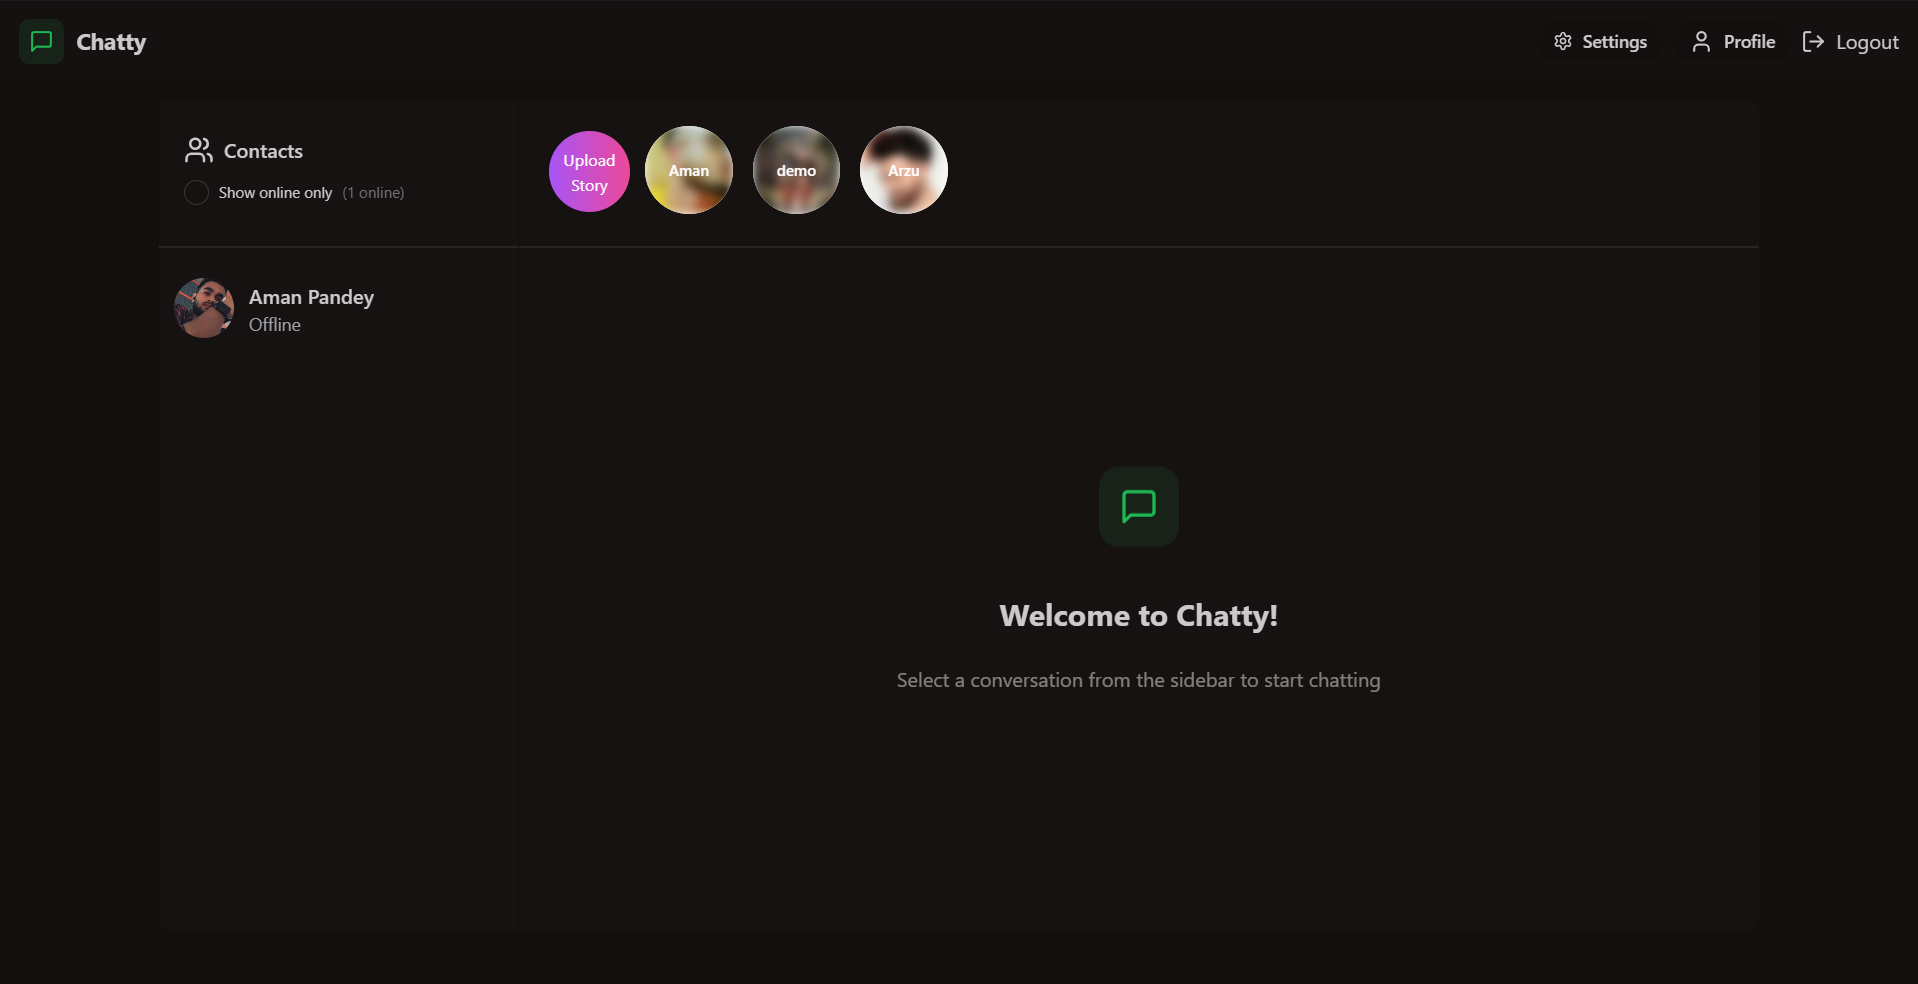 Chatty
Settings
Profile
Logout
Contacts
Show online only (1 online)
Upload
Story
Aman
demo
Arzu
Aman Pandey
Offline
Welcome to Chatty!
Select a conversation from the sidebar to start chatting